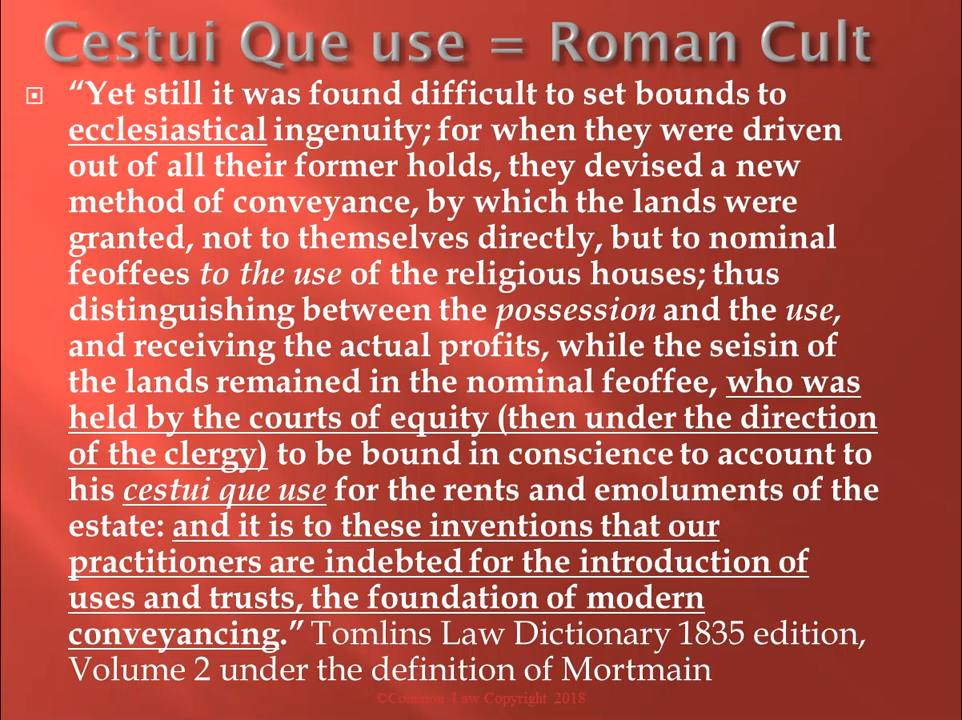 Cestui Que use = Roman Cult
“Yet still it was found difficult to set bounds to
ecclesiastical ingenuity; for when they were driven
out of all their former holds, they devised a new
method of conveyance, by which the lands were
granted, not to themselves directly, but to nominal
feoffees to the use of the religious houses; thus
distinguishing between the possession and the use,
and receiving the actual profits, while the seisin of
the lands remained in the nominal feoffee, who was
held by the courts of equity (then under the direction
of the clergy) to be bound in conscience to account to
his cestui que use for the rents and emoluments of the
estate: and it is to these inventions that our
practitioners are indebted for the introduction of
uses and trusts, the foundation of modern
conveyancing.” Tomlins Law Dictionary 1835 edition,
Volume 2 under the definition of Mortmain
©Common Law Copyright 2018